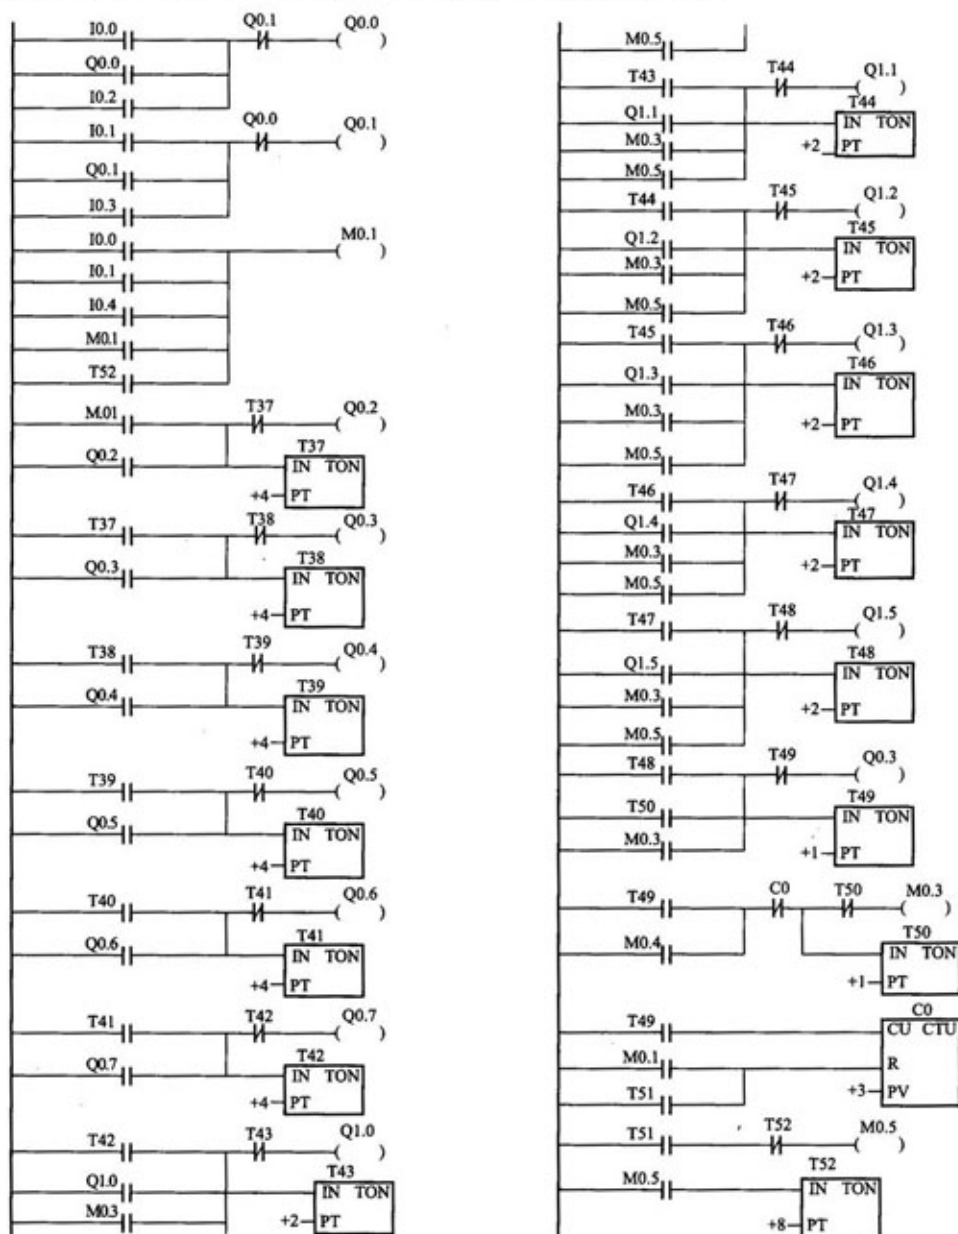 I0.0 Q0.1 Q0.0
Q0.0
I0.2
I0.1 Q0.0 Q0.1
Q0.1
I0.3
I0.0 M0.1
I0.1
I0.4
M0.1
T52
M.01 T37 Q0.2
Q0.2 T37
IN TON
+4 PT
T37 T38 Q0.3
Q0.3 T38
IN TON
+4 PT
T38 T39 Q0.4
Q0.4 T39
IN TON
+4 PT
T39 T40 Q0.5
Q0.5 T40
IN TON
+4 PT
T40 T41 Q0.6
Q0.6 T41
IN TON
+4 PT
T41 T42 Q0.7
Q0.7 T42
IN TON
+4 PT
T42 T43 Q1.0
Q1.0 T43
IN TON
M0.3
+2 PT
M0.5
T43 T44 Q1.1
Q1.1 T44
IN TON
M0.3
+2 PT
M0.5
T44 T45 Q1.2
Q1.2 T45
IN TON
M0.3
+2 PT
M0.5
T45 T46 Q1.3
Q1.3 T46
IN TON
M0.3
+2 PT
M0.5
T46 T47 Q1.4
Q1.4 T47
IN TON
M0.3
+2 PT
M0.5
T47 T48 Q1.5
Q1.5 T48
IN TON
M0.3
+2 PT
M0.5
T48 T49 Q0.3
T50 T49
IN TON
M0.3
+1 PT
T49 C0 T50 M0.3
M0.4 T50
IN TON
+1 PT
T49 C0
CU CTU
M0.1 R
T51 +3 PV
T51 T52 M0.5
M0.5 T52
IN TON
+8 PT